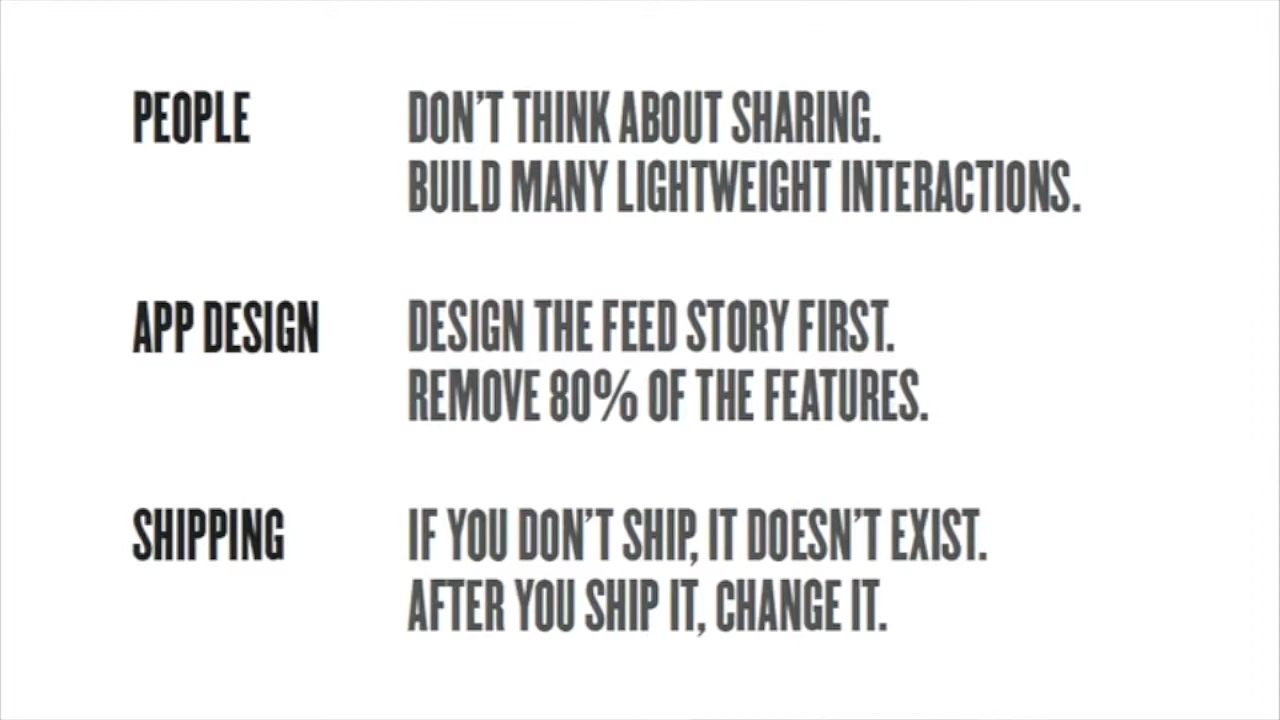 PEOPLE DON'T THINK ABOUT SHARING.
BUILD MANY LIGHTWEIGHT INTERACTIONS.
APP DESIGN DESIGN THE FEED STORY FIRST.
REMOVE 80% OF THE FEATURES.
SHIPPING IF YOU DON'T SHIP, IT DOESN'T EXIST.
AFTER YOU SHIP IT, CHANGE IT.